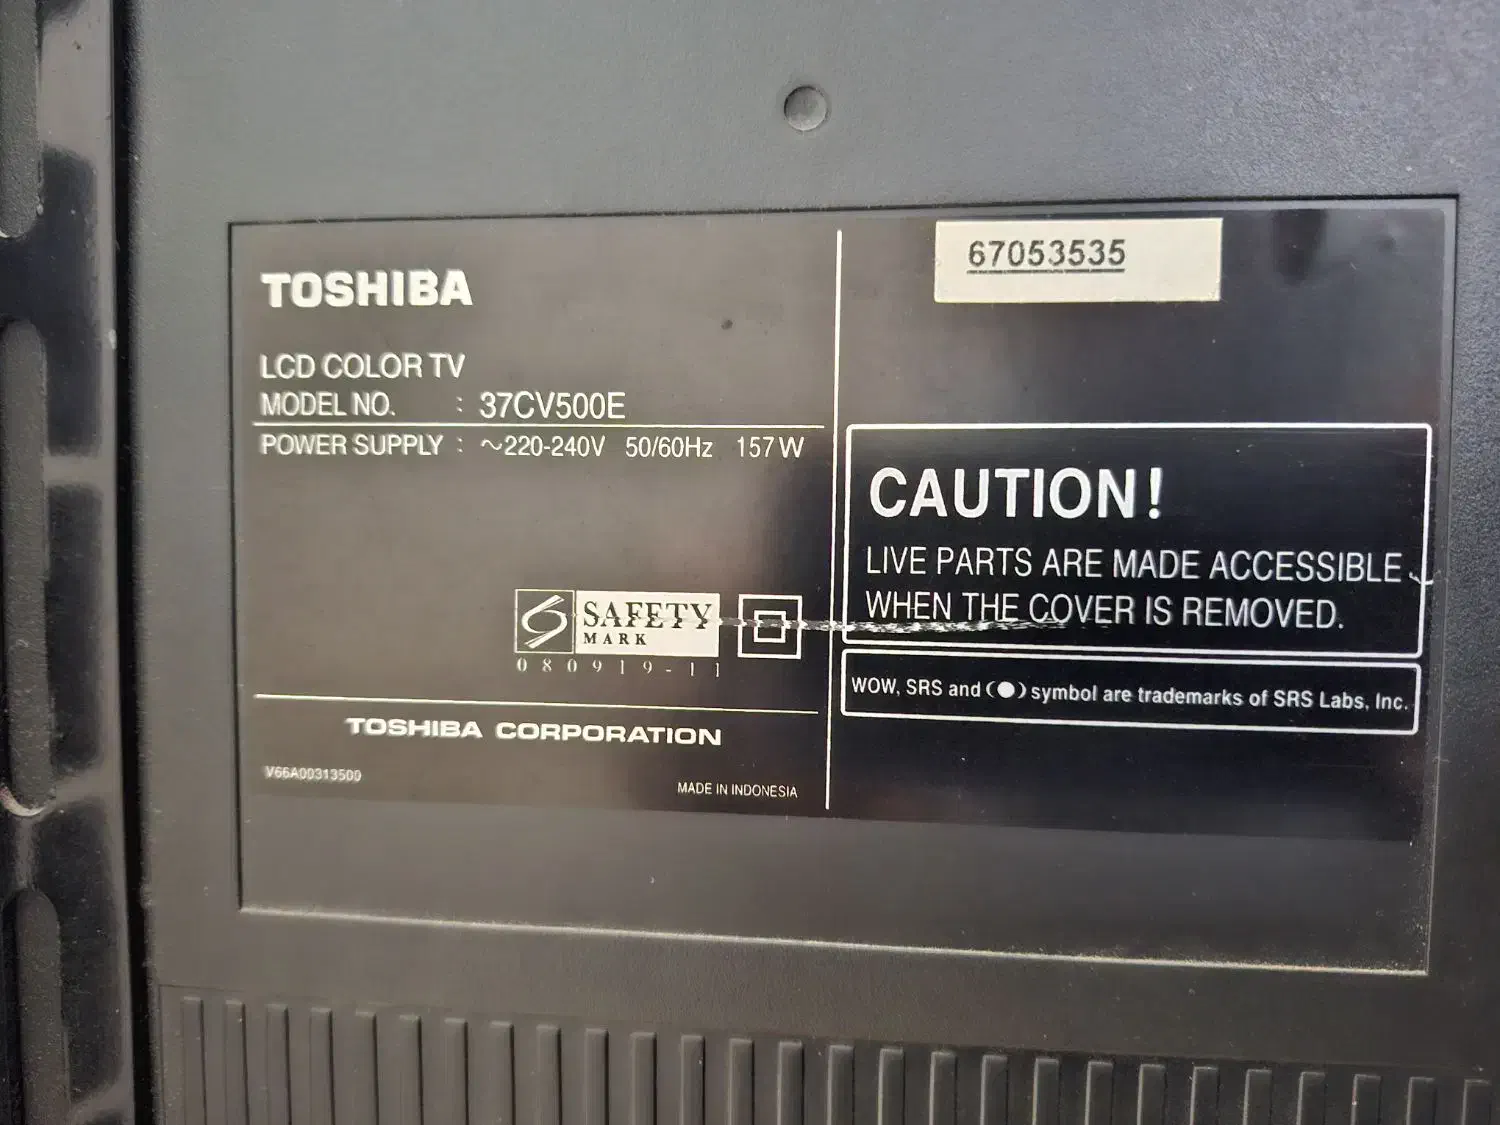 TOSHIBA
LCD COLOR TV
MODEL NO. : 37CV500E
POWER SUPPLY : ~220-240V 50/60Hz 157W
SAFETY
MARK
080919-11
TOSHIBA CORPORATION
V66A00313500
MADE IN INDONESIA
67053535
CAUTION!
LIVE PARTS ARE MADE ACCESSIBLE
WHEN THE COVER IS REMOVED.
WOW, SRS and (●) symbol are trademarks of SRS Labs, Inc.